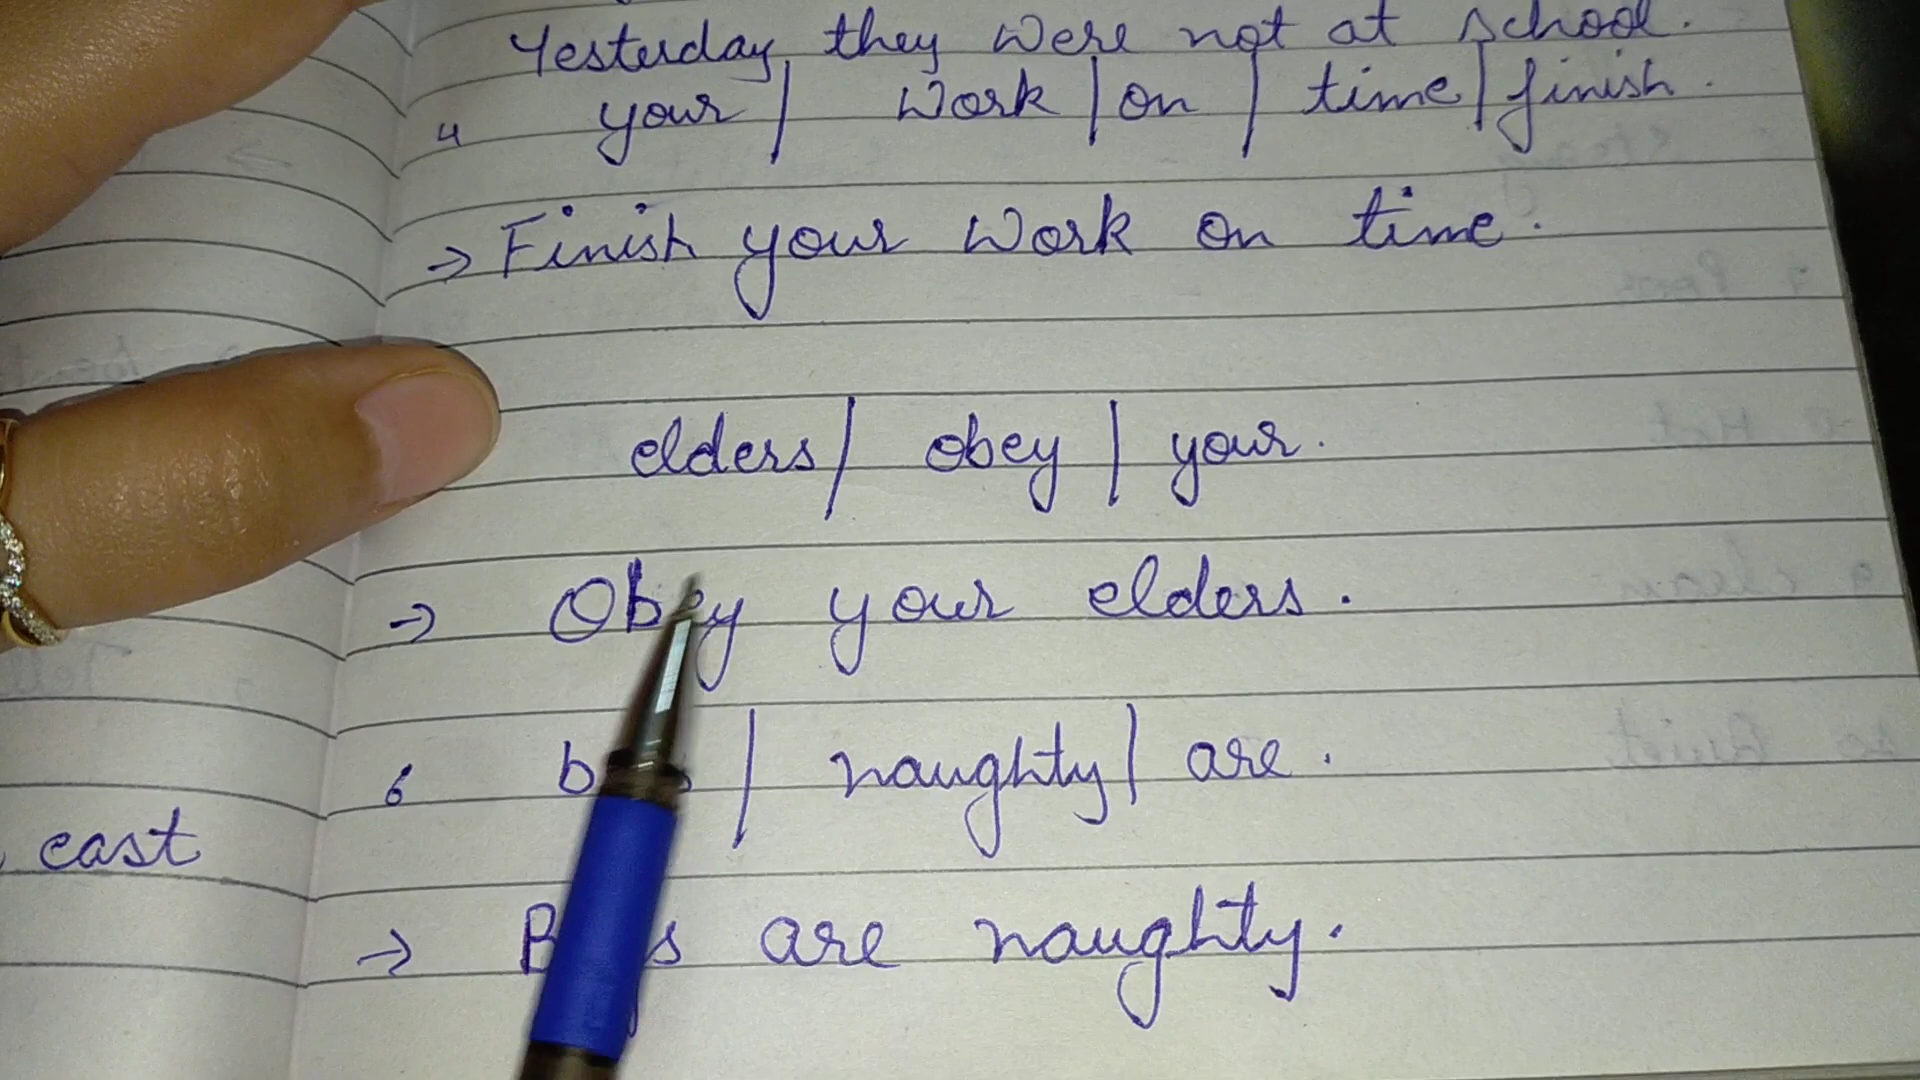 Yesterday they were not at school.
4 your | work | on | time | finish.
→ Finish your work on time.
elders | obey | your.
→ Obey your elders.
6 | naughty | are.
east
→ are naughty.